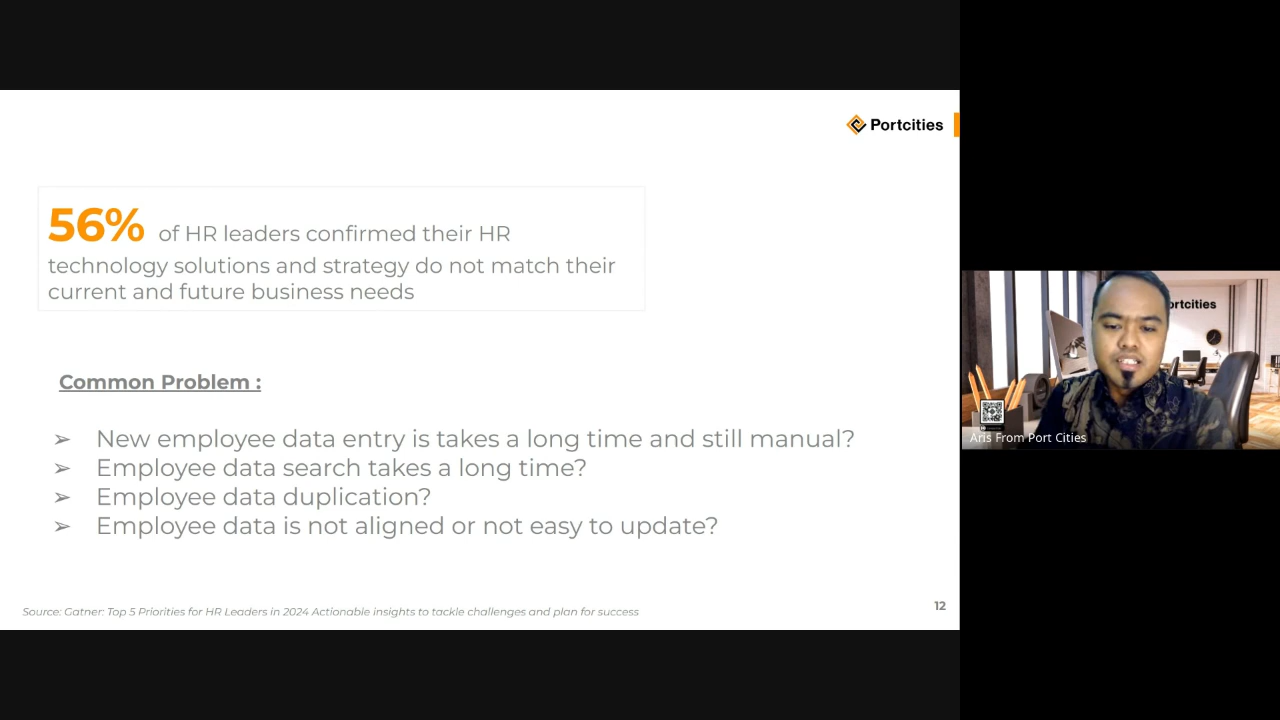 Portcities
56% of HR leaders confirmed their HR
technology solutions and strategy do not match their
current and future business needs
Common Problem :
➢ New employee data entry is takes a long time and still manual?
➢ Employee data search takes a long time?
➢ Employee data duplication?
➢ Employee data is not aligned or not easy to update?
Source: Gatner: Top 5 Priorities for HR Leaders in 2024 Actionable insights to tackle challenges and plan for success
12
ortcities
Aris From Port Cities